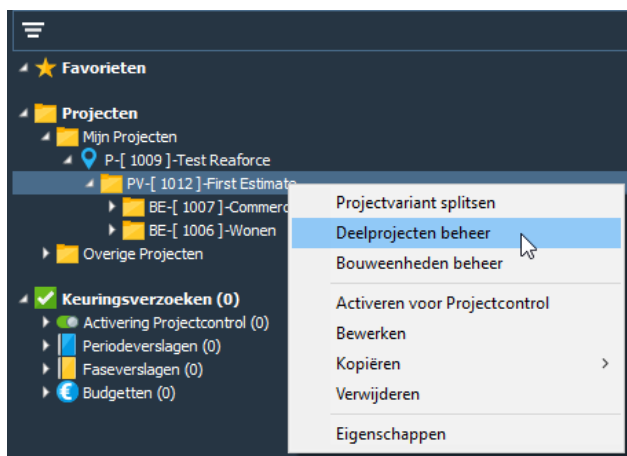 Favorieten
Projecten
Mijn Projecten
P-[ 1009 ]-Test Reaforce
PV-[ 1012 ]-First Estimate
BE-[ 1007 ]-Commerc
BE-[ 1006 ]-Wonen
Overige Projecten
Keuringsverzoeken (0)
Activering Projectcontrol (0)
Periodeverslagen (0)
Faseverslagen (0)
Budgetten (0)
Projectvariant splitsen
Deelprojecten beheer
Bouweenheden beheer
Activeren voor Projectcontrol
Bewerken
Kopiëren
Verwijderen
Eigenschappen